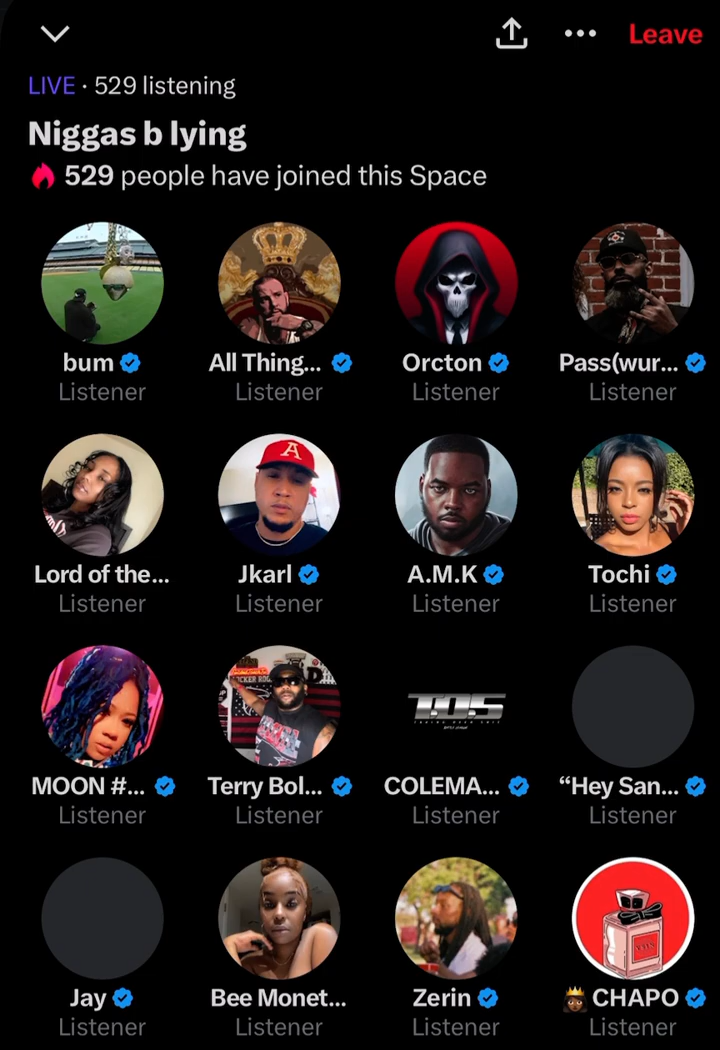 Leave
LIVE · 529 listening
Niggas b lying
🔥 529 people have joined this Space
bum
All Thing...
Orcton
Pass(wur...
Listener
Listener
Listener
Listener
A
Lord of the...
Jkarl
A.M.K
Tochi
Listener
Listener
Listener
Listener
T.O.S
MOON #...
Terry Bol...
COLEMA...
“Hey San...
Listener
Listener
Listener
Listener
Jay
Bee Monet...
Zerin
👸🏾 CHAPO
Listener
Listener
Listener
Listener